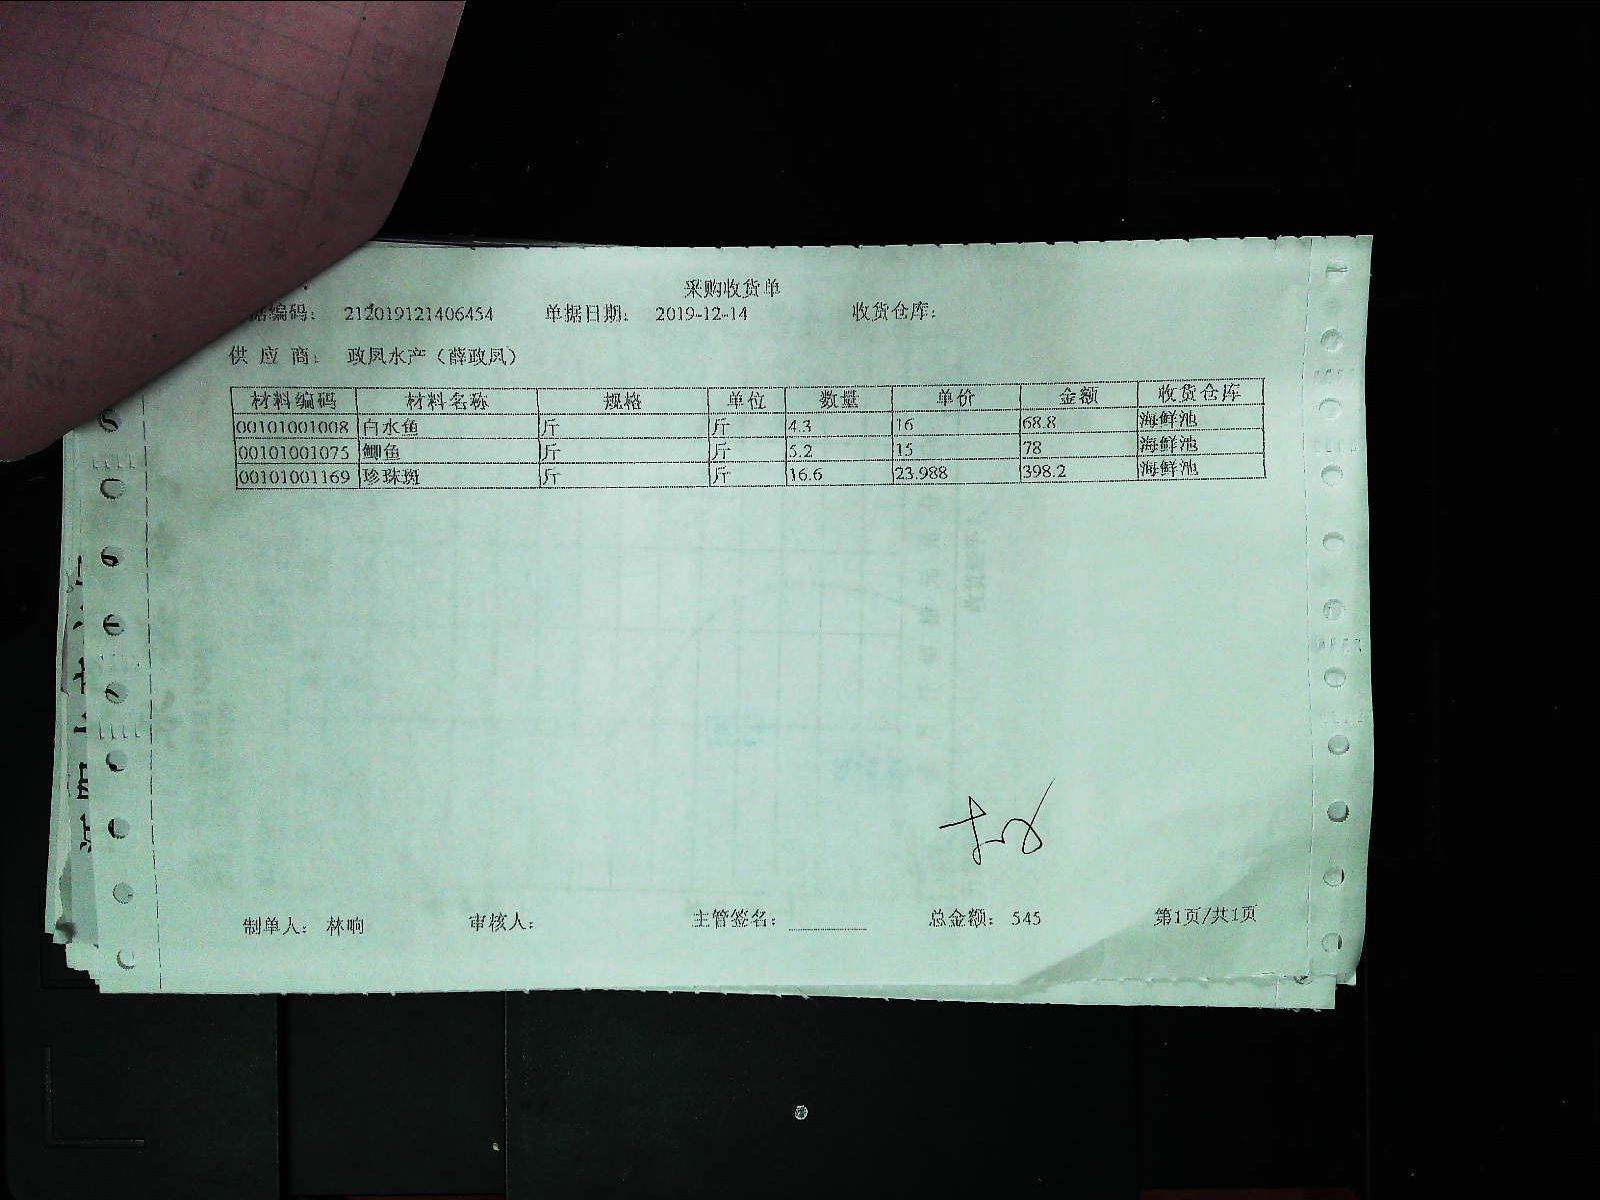 采购收货单
据编码： 212019121406454 单据日期： 2019-12-14 收货仓库：
供 应 商： 政凤水产（薛政凤）
材料编码 材料名称 规格 单位 数量 单价 金额 收货仓库
00101001008 白水鱼 斤 斤 4.3 16 68.8 海鲜池
00101001075 鲫鱼 斤 斤 5.2 15 78 海鲜池
00101001169 珍珠斑 斤 斤 16.6 23.988 398.2 海鲜池
制单人： 林响 审核人： 主管签名： 总金额： 545 第1页/共1页